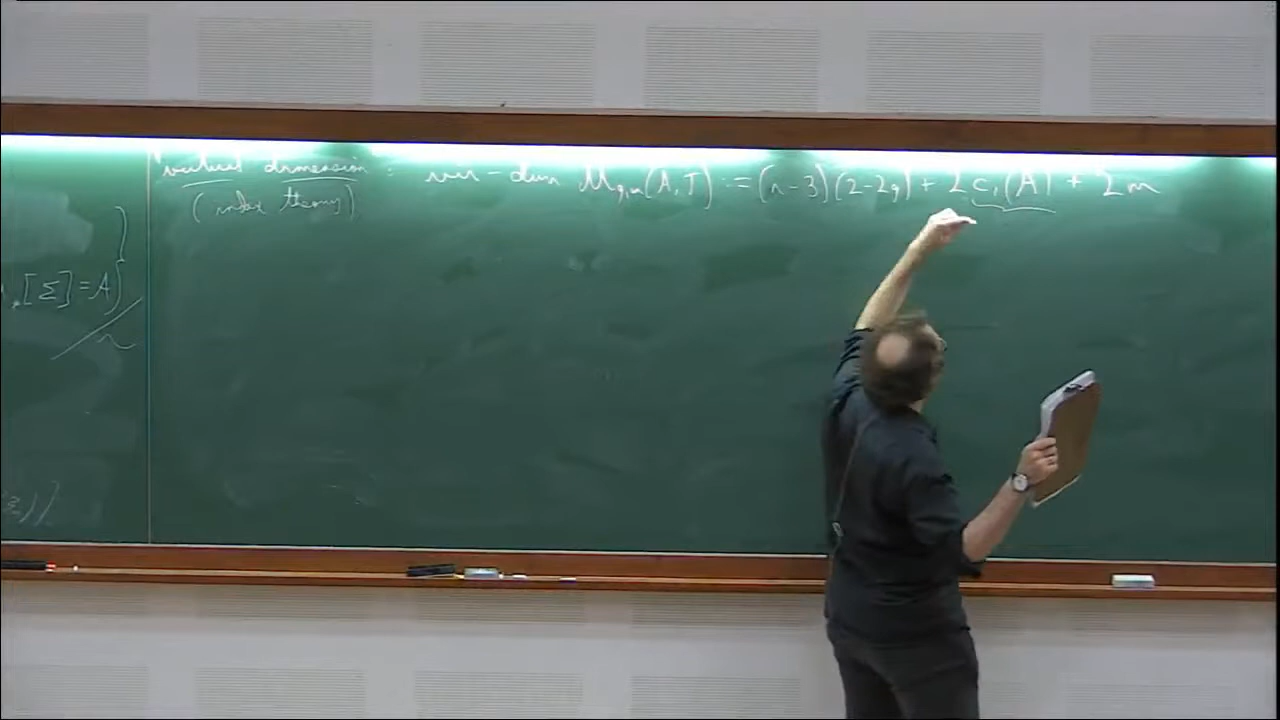 virtual dimension : vir-dim M_{g,m}(A, J) := (n-3)(2-2g) + 2c_1(A) + 2m
(index theory)
[Σ]=A}
/~